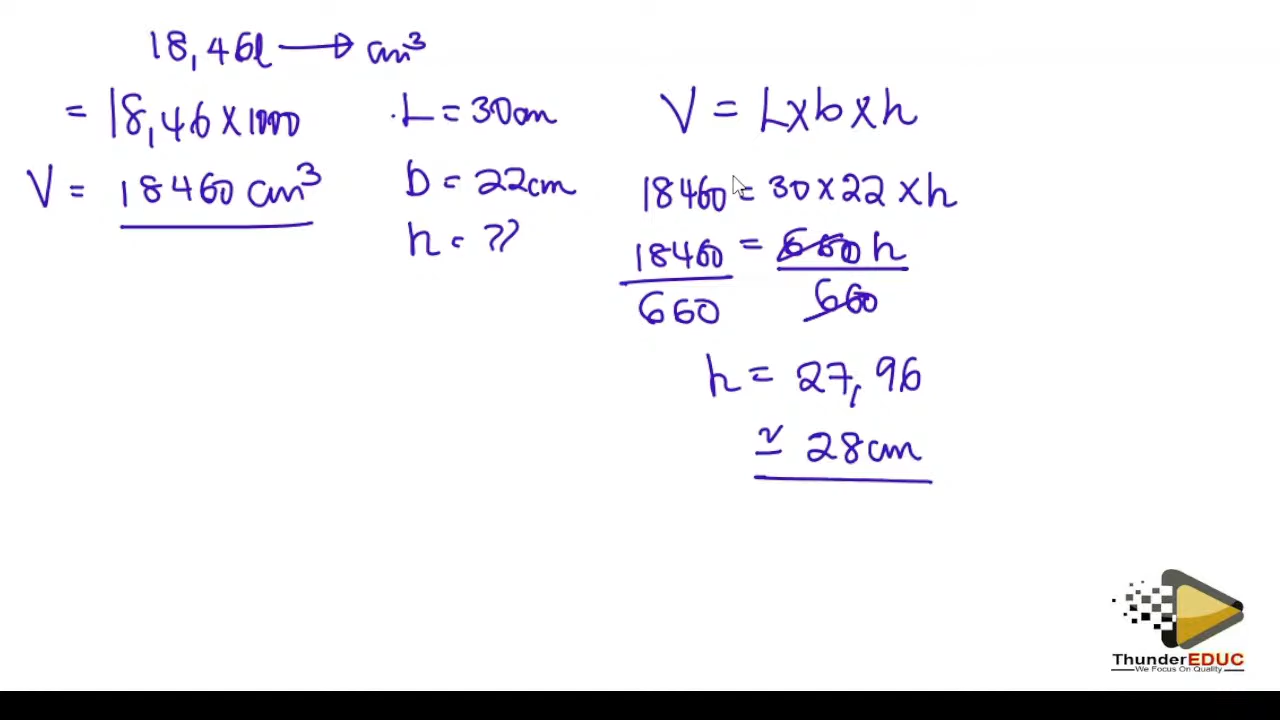 18,46l → cm³
= 18,46 × 1000
V = 18460 cm³
L = 30cm
b = 22cm
h = ??
V = L × b × h
18460 = 30 × 22 × h
18460 = 660 h
660 660
h = 27,96
≃ 28cm
ThunderEDUC
We Focus On Quality